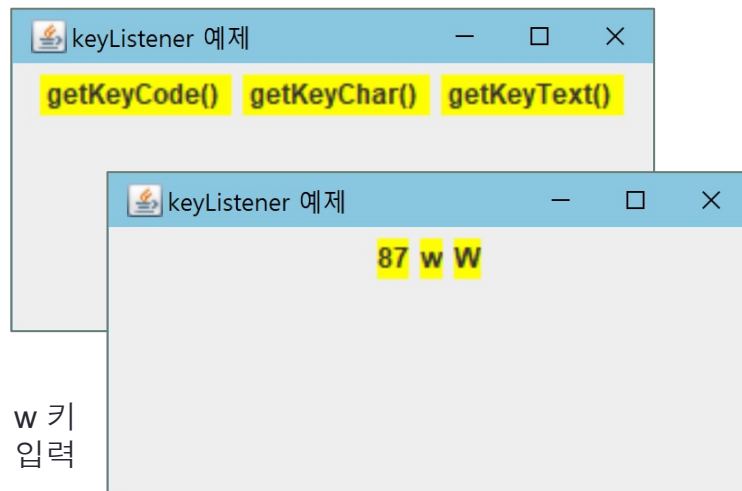 keyListener 예제
getKeyCode() getKeyChar() getKeyText()
keyListener 예제
87 w W
w 키
입력